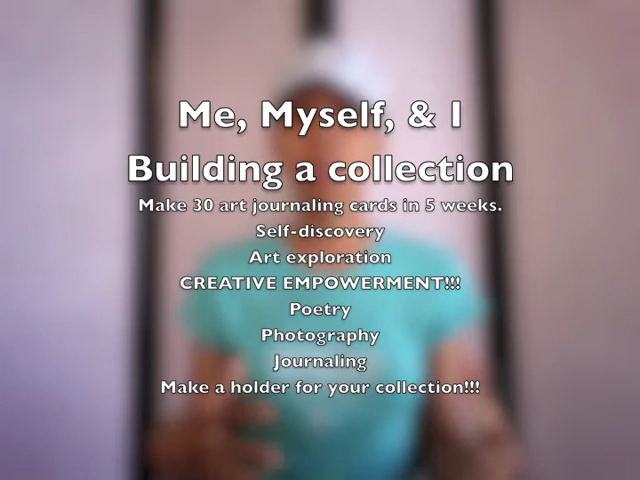 Me, Myself, & I
Building a collection
Make 30 art journaling cards in 5 weeks.
Self-discovery
Art exploration
CREATIVE EMPOWERMENT!!!
Poetry
Photography
Journaling
Make a holder for your collection!!!